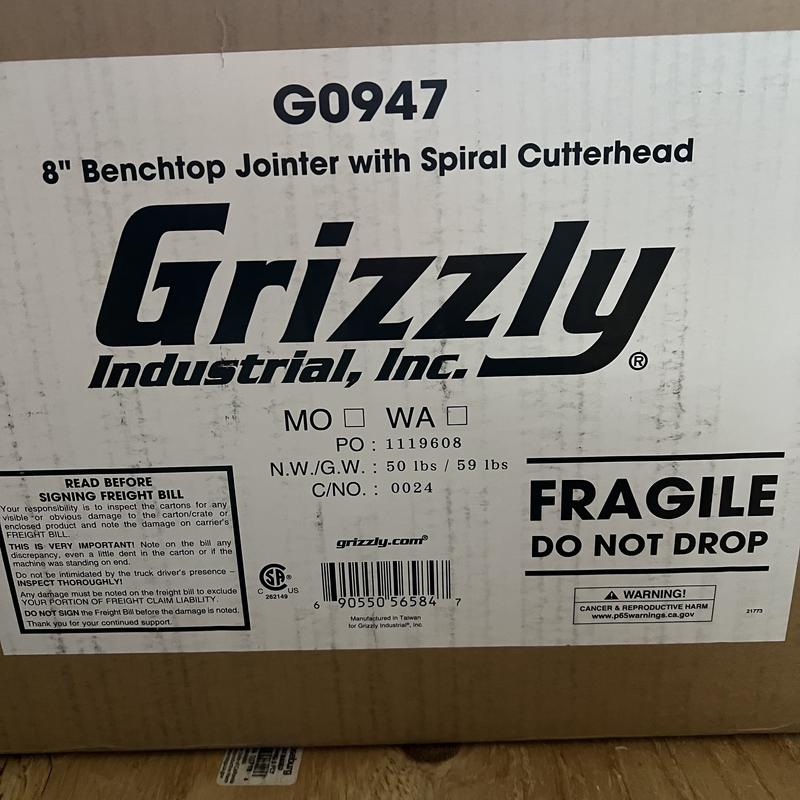 G0947
8" Benchtop Jointer with Spiral Cutterhead
Grizzly
Industrial, Inc. ®
MO □ WA □
PO : 1119608
N.W./G.W. : 50 lbs / 59 lbs
C/NO. : 0024
READ BEFORE
SIGNING FREIGHT BILL
Your responsibility is to inspect the cartons for any
visible or obvious damage to the carton/crate or
enclosed product and note the damage on carrier's
FREIGHT BILL.
THIS IS VERY IMPORTANT! Note on the bill any
discrepancy, even a little dent in the carton or if the
machine was standing on end.
Do not be intimidated by the truck driver's presence –
INSPECT THOROUGHLY!
Any damage must be noted on the freight bill to exclude
YOUR PORTION OF FREIGHT CLAIM LIABILITY.
DO NOT SIGN the Freight Bill before the damage is noted.
Thank you for your continued support.
grizzly.com®
SA ®
C US
262149
6 90550 56584 7
Manufactured in Taiwan
for Grizzly Industrial®, Inc.
FRAGILE
DO NOT DROP
⚠ WARNING!
CANCER & REPRODUCTIVE HARM
www.p65warnings.ca.gov
21773